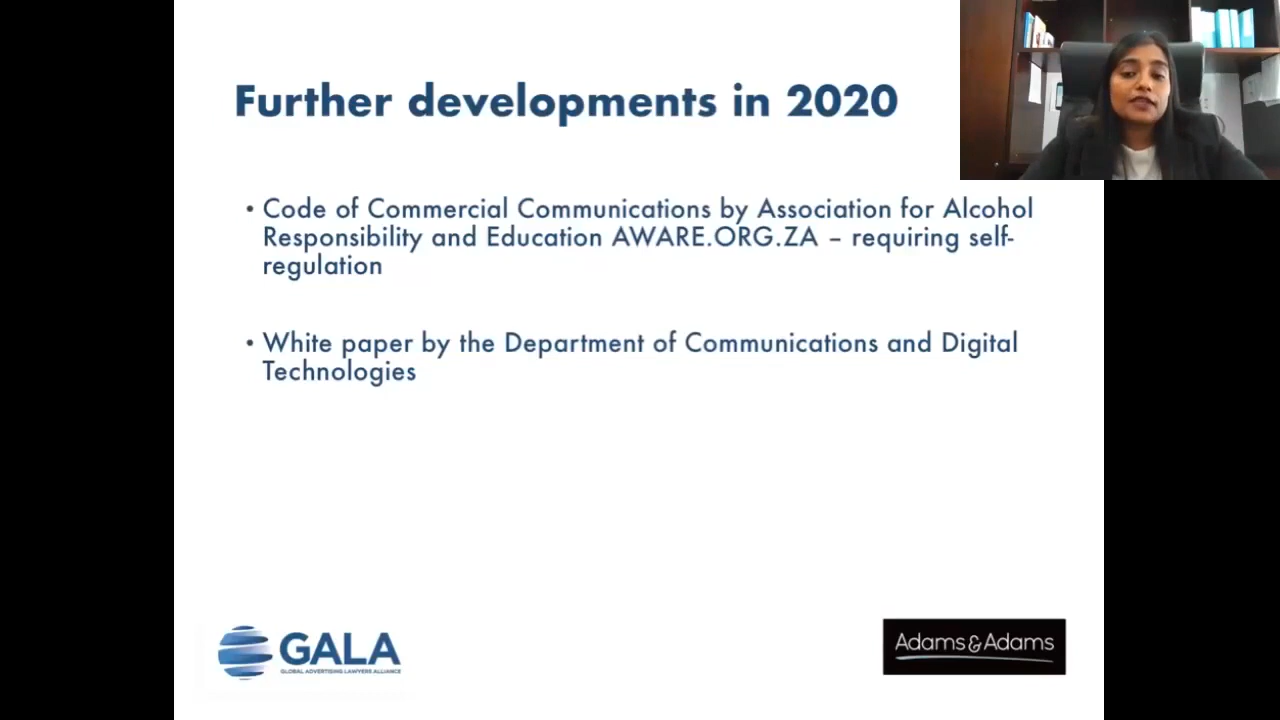 Further developments in 2020
• Code of Commercial Communications by Association for Alcohol
Responsibility and Education AWARE.ORG.ZA – requiring self-
regulation
• White paper by the Department of Communications and Digital
Technologies
GALA
GLOBAL ADVERTISING LAWYERS ALLIANCE
Adams&Adams